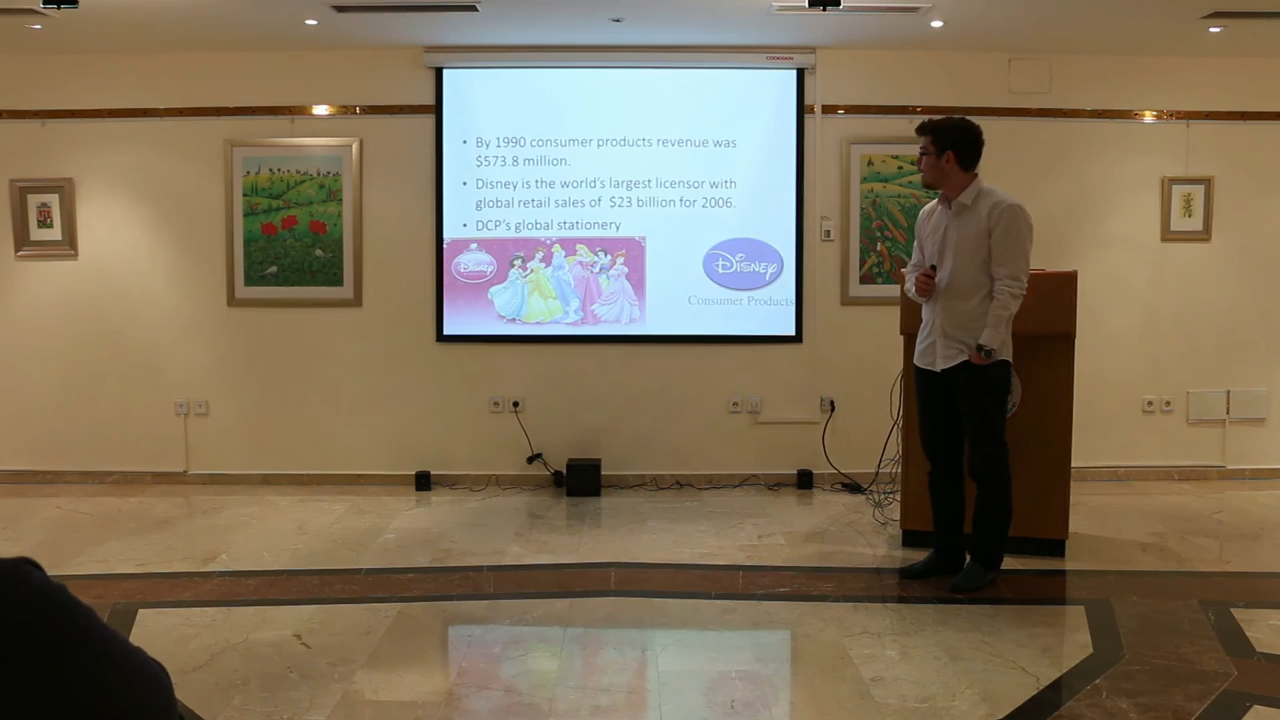 • By 1990 consumer products revenue was
$573.8 million.
• Disney is the world's largest licensor with
global retail sales of  $23 billion for 2006.
• DCP's global stationery
Disney
Disney
Consumer Products